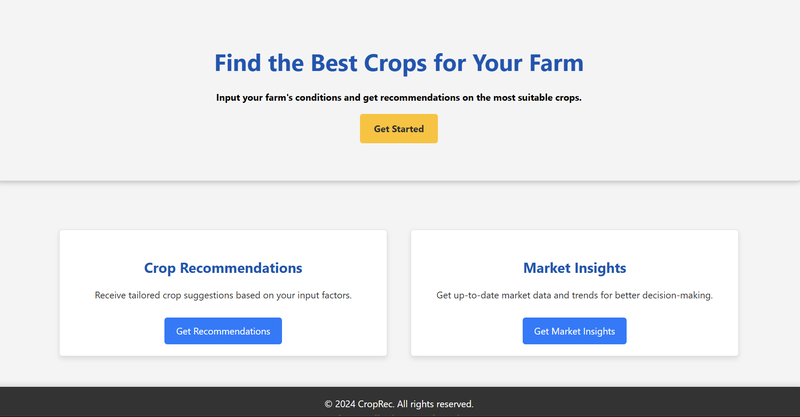 Find the Best Crops for Your Farm
Input your farm's conditions and get recommendations on the most suitable crops.
Get Started
Crop Recommendations
Receive tailored crop suggestions based on your input factors.
Get Recommendations
Market Insights
Get up-to-date market data and trends for better decision-making.
Get Market Insights
© 2024 CropRec. All rights reserved.